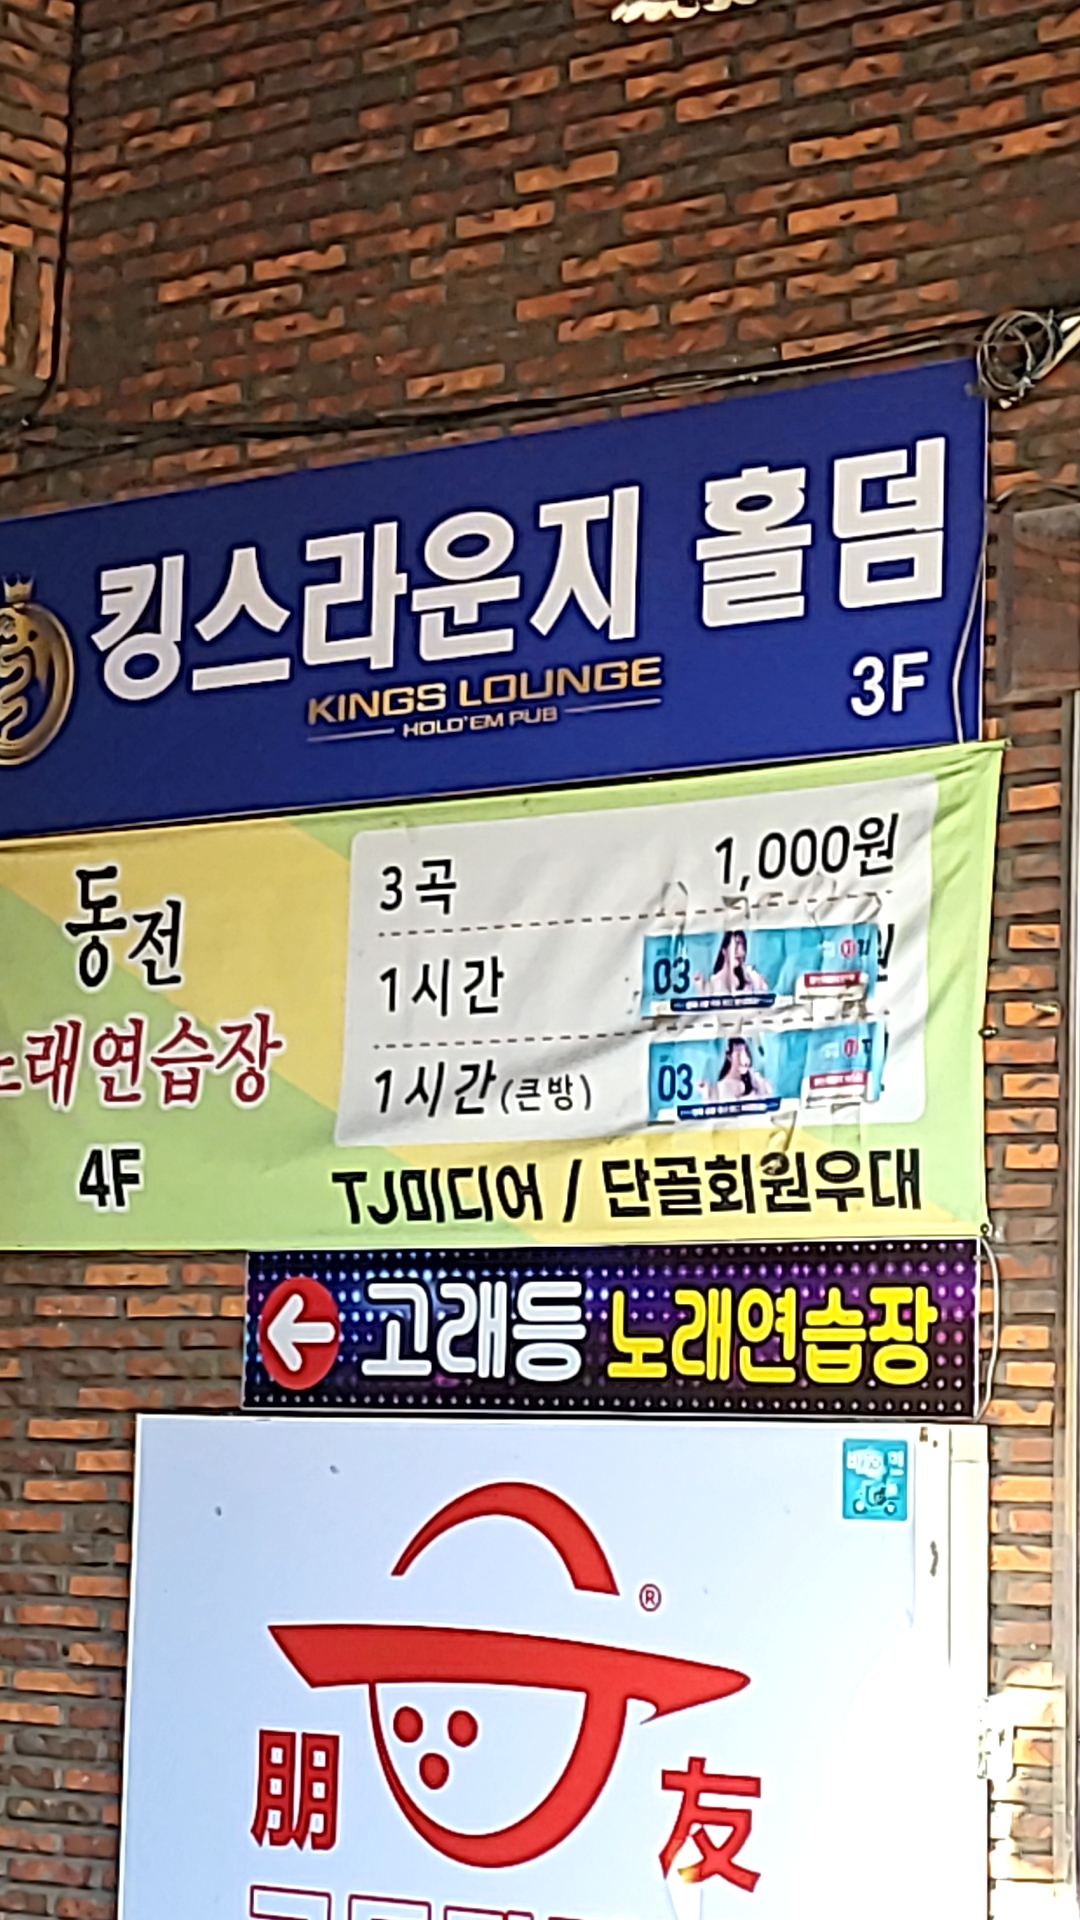 킹스라운지 홀덤
KINGS LOUNGE
HOLD'EM PUB
3F
동전
노래연습장
4F
3곡 1,000원
1시간 원
03
1시간(큰방)
03
TJ미디어 / 단골회원우대
고래등 노래연습장
®
朋 友